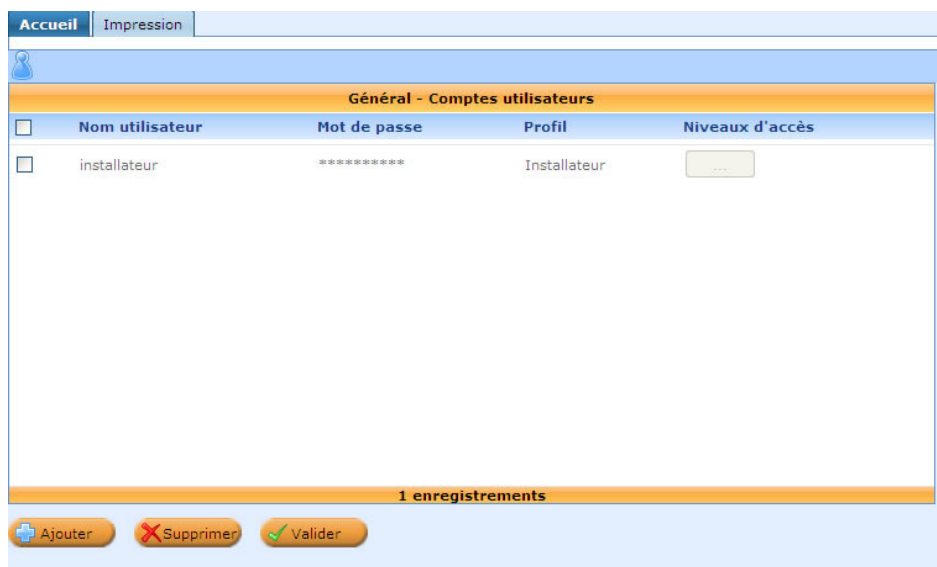 Accueil Impression
Général - Comptes utilisateurs
Nom utilisateur Mot de passe Profil Niveaux d'accès
installateur ********** Installateur ...
1 enregistrements
Ajouter Supprimer Valider